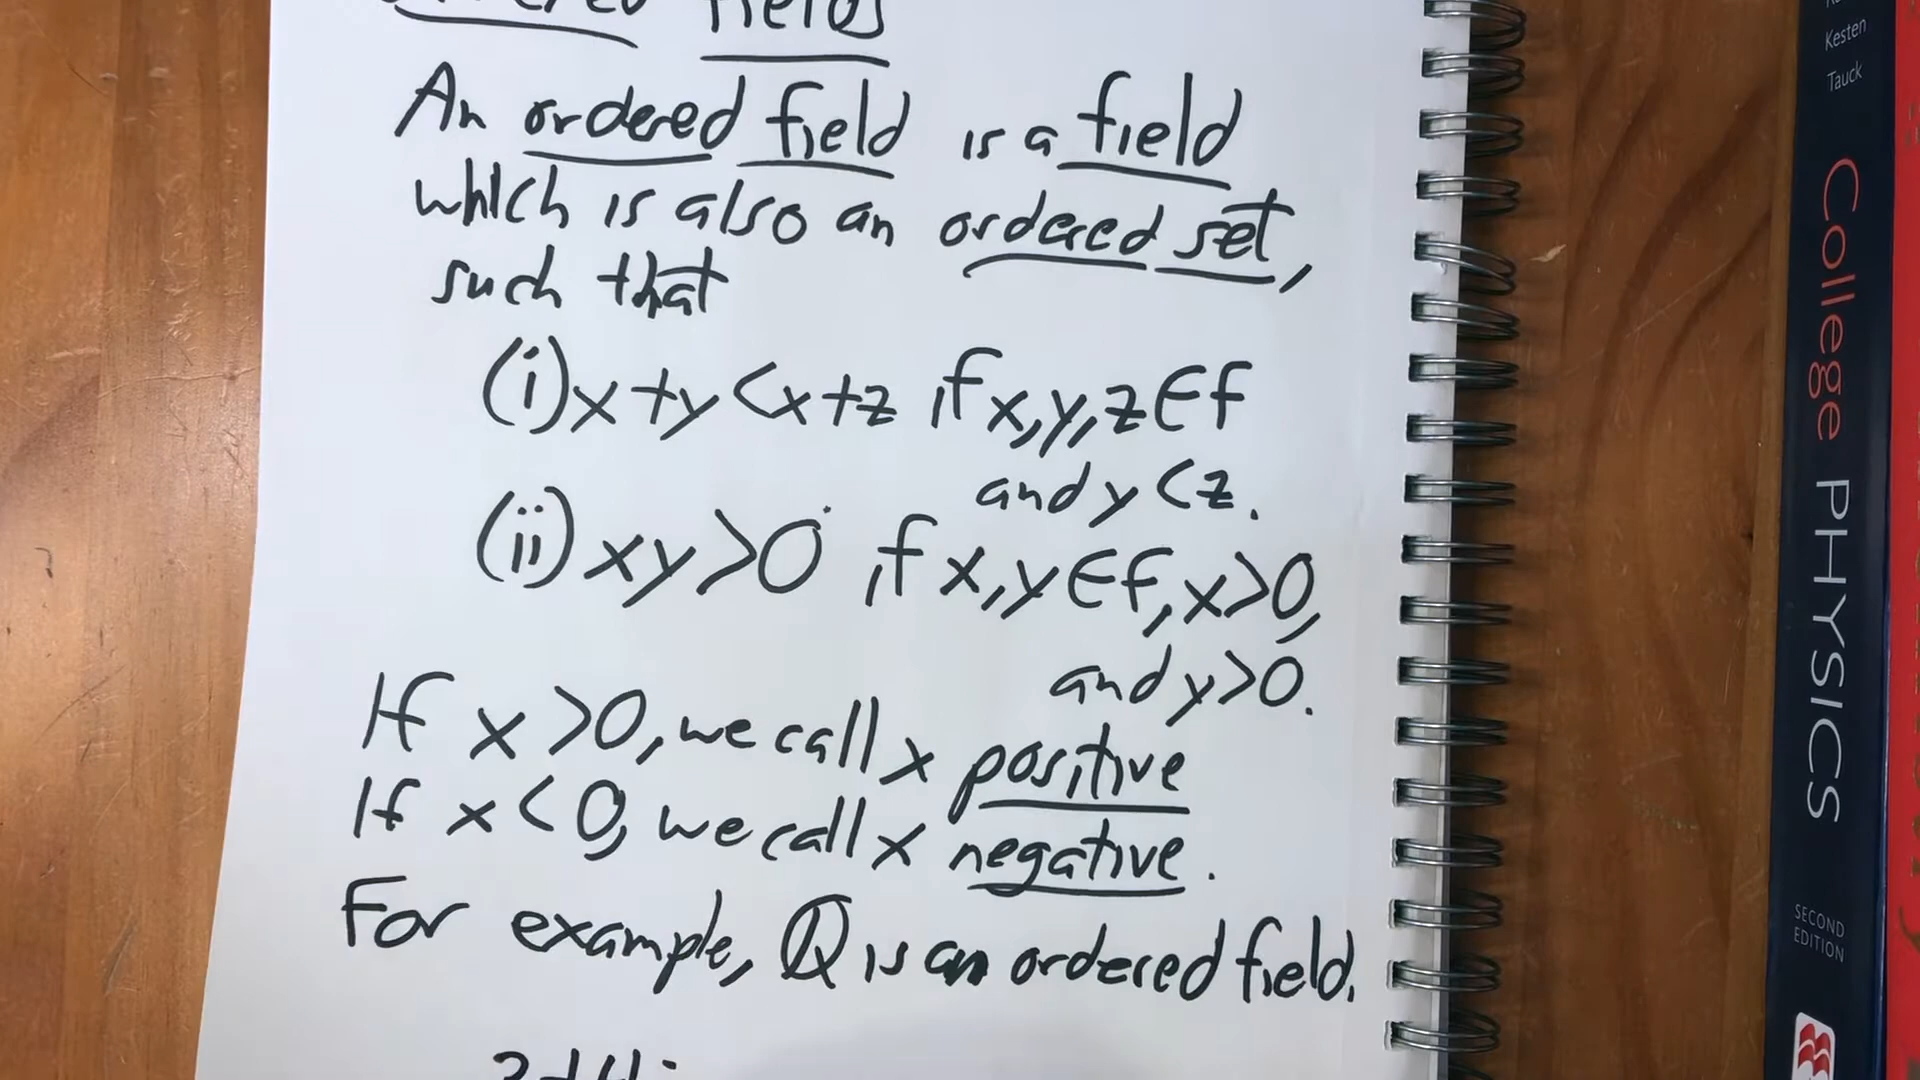 fields
An ordered field is a field
which is also an ordered set,
such that
(i) x+y<x+z if x,y,z∈F
and y<z.
(ii) xy>0 if x,y∈F, x>0,
and y>0.
If x>0, we call x positive
If x<0, we call x negative.
For example, Q is an ordered field.
Kesten
Tauck
College PHYSICS
SECOND
EDITION